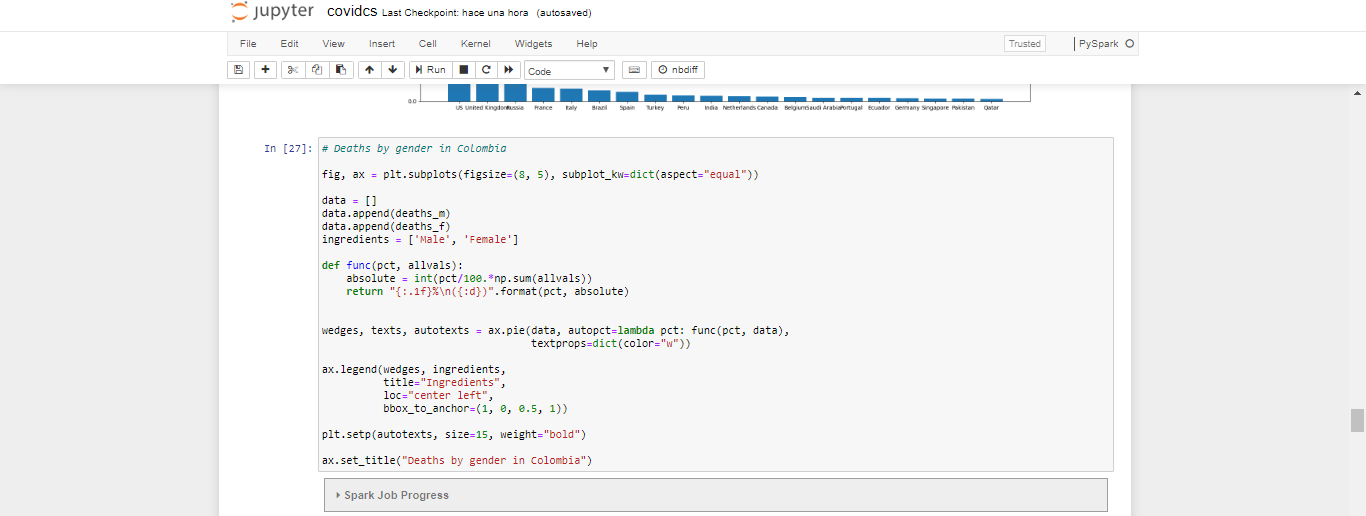 jupyter covidcs Last Checkpoint: hace una hora (autosaved)
File Edit View Insert Cell Kernel Widgets Help Trusted PySpark
Run Code nbdiff
0.0
US United Kingdom Russia France Italy Brazil Spain Turkey Peru India Netherlands Canada Belgium Saudi Arabia Portugal Ecuador Germany Singapore Pakistan Qatar
In [27]: # Deaths by gender in Colombia
fig, ax = plt.subplots(figsize=(8, 5), subplot_kw=dict(aspect="equal"))
data = []
data.append(deaths_m)
data.append(deaths_f)
ingredients = ['Male', 'Female']
def func(pct, allvals):
    absolute = int(pct/100.*np.sum(allvals))
    return "{:.1f}%\n({:d})".format(pct, absolute)
wedges, texts, autotexts = ax.pie(data, autopct=lambda pct: func(pct, data),
                                  textprops=dict(color="w"))
ax.legend(wedges, ingredients,
          title="Ingredients",
          loc="center left",
          bbox_to_anchor=(1, 0, 0.5, 1))
plt.setp(autotexts, size=15, weight="bold")
ax.set_title("Deaths by gender in Colombia")
Spark Job Progress